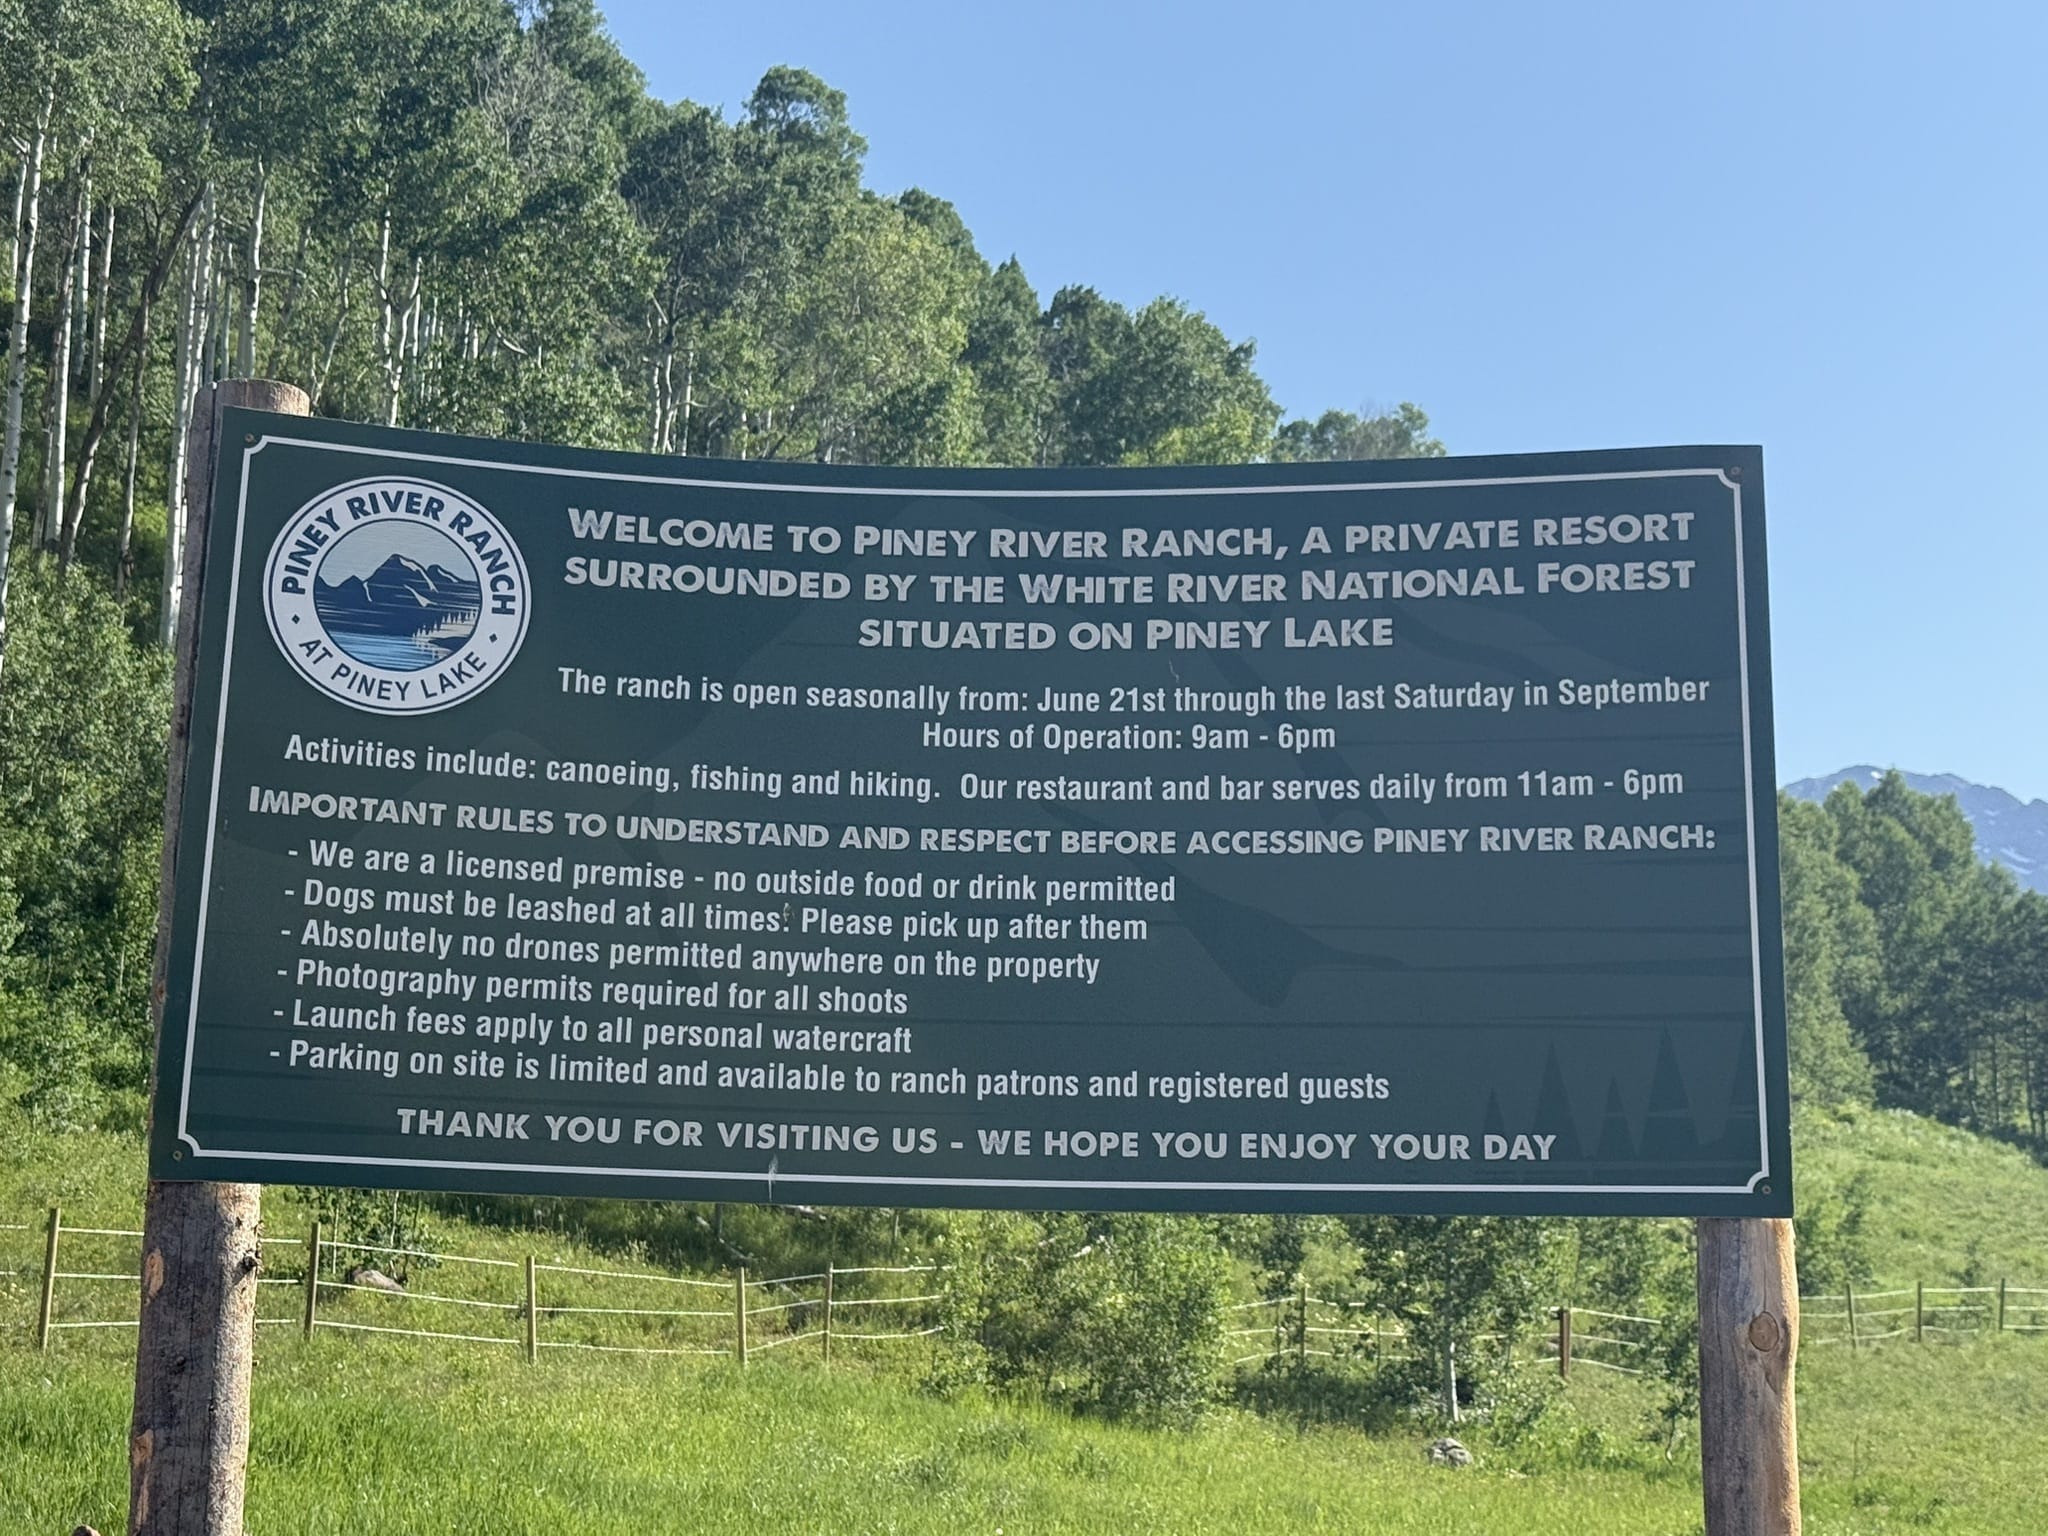 PINEY RIVER RANCH
AT PINEY LAKE
WELCOME TO PINEY RIVER RANCH, A PRIVATE RESORT
SURROUNDED BY THE WHITE RIVER NATIONAL FOREST
SITUATED ON PINEY LAKE
The ranch is open seasonally from: June 21st through the last Saturday in September
Hours of Operation: 9am - 6pm
Activities include: canoeing, fishing and hiking. Our restaurant and bar serves daily from 11am - 6pm
IMPORTANT RULES TO UNDERSTAND AND RESPECT BEFORE ACCESSING PINEY RIVER RANCH:
- We are a licensed premise - no outside food or drink permitted
- Dogs must be leashed at all times. Please pick up after them
- Absolutely no drones permitted anywhere on the property
- Photography permits required for all shoots
- Launch fees apply to all personal watercraft
- Parking on site is limited and available to ranch patrons and registered guests
THANK YOU FOR VISITING US - WE HOPE YOU ENJOY YOUR DAY